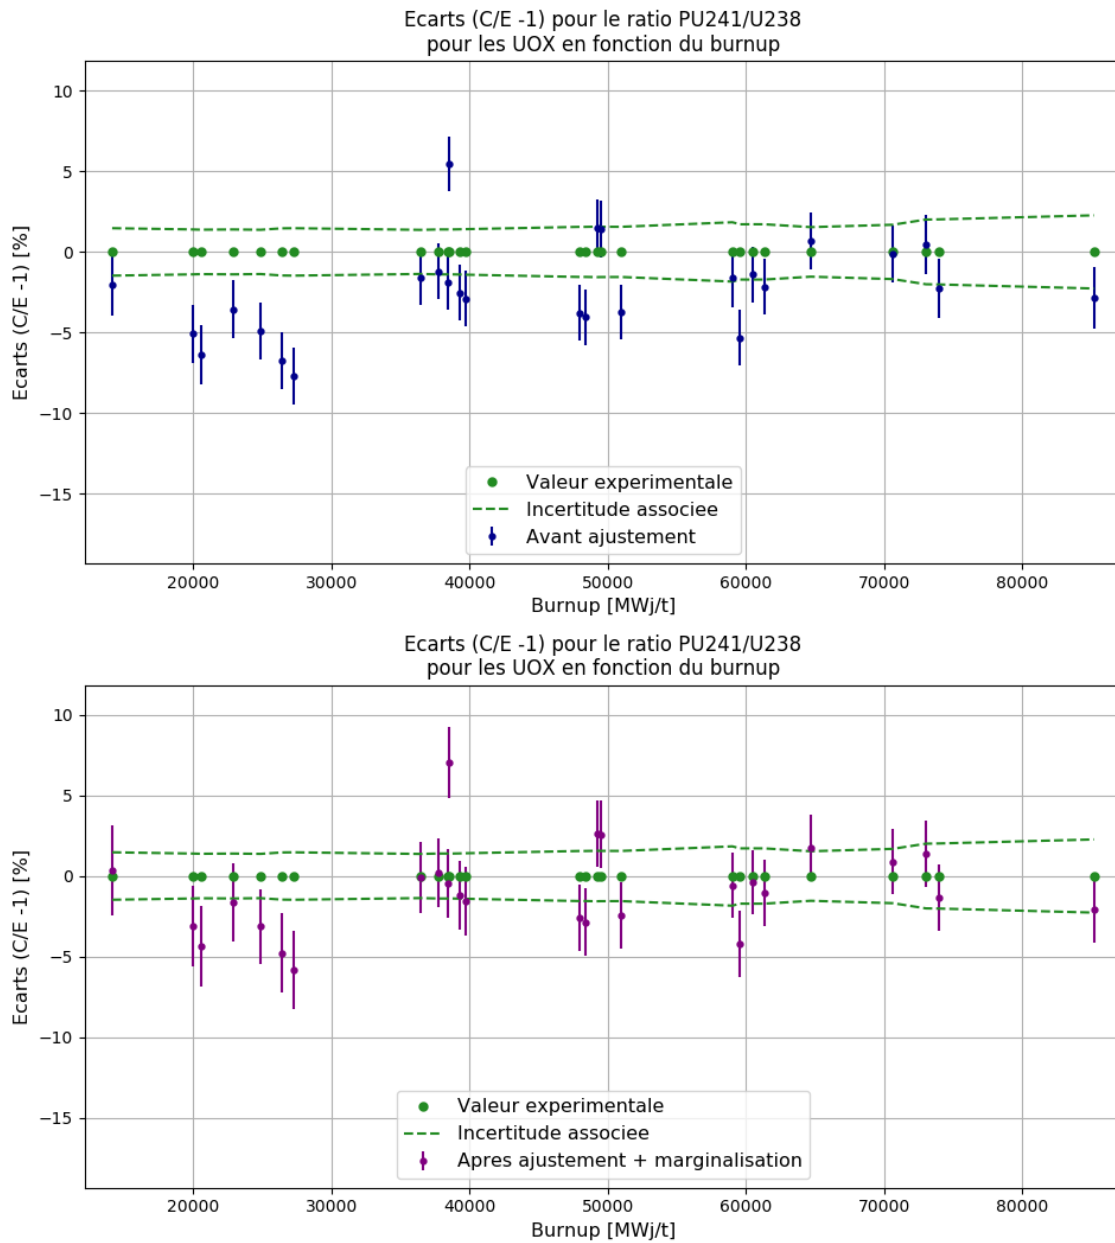 Ecarts (C/E -1) pour le ratio PU241/U238
pour les UOX en fonction du burnup
Ecarts (C/E -1) [%]
10
5
0
−5
−10
−15
Valeur experimentale
Incertitude associee
Avant ajustement
20000 30000 40000 50000 60000 70000 80000
Burnup [MWj/t]
Ecarts (C/E -1) pour le ratio PU241/U238
pour les UOX en fonction du burnup
Ecarts (C/E -1) [%]
10
5
0
−5
−10
−15
Valeur experimentale
Incertitude associee
Apres ajustement + marginalisation
20000 30000 40000 50000 60000 70000 80000
Burnup [MWj/t]